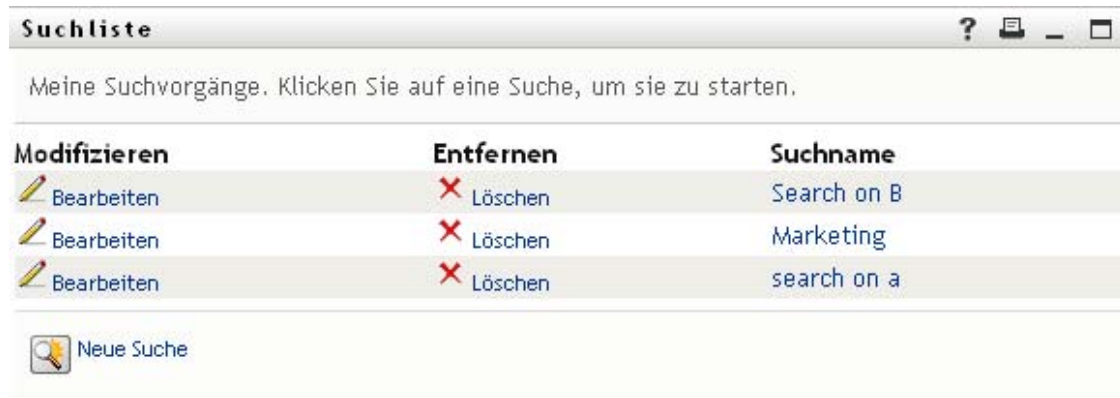 Suchliste
Meine Suchvorgänge. Klicken Sie auf eine Suche, um sie zu starten.
Modifizieren Entfernen Suchname
Bearbeiten Löschen Search on B
Bearbeiten Löschen Marketing
Bearbeiten Löschen search on a
Neue Suche